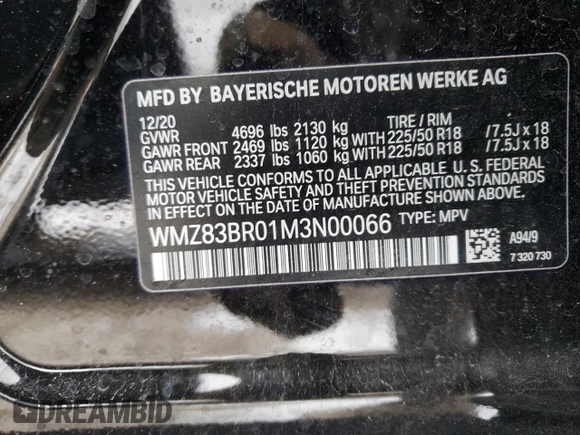 MFD BY BAYERISCHE MOTOREN WERKE AG
12/20 TIRE / RIM
GVWR 4696 lbs 2130 kg
GAWR FRONT 2469 lbs 1120 kg WITH 225/50 R18 /7.5J x 18
GAWR REAR 2337 lbs 1060 kg WITH 225/50 R18 /7.5J x 18
THIS VEHICLE CONFORMS TO ALL APPLICABLE U. S. FEDERAL
MOTOR VEHICLE SAFETY AND THEFT PREVENTION STANDARDS
IN EFFECT ON THE DATE OF MANUFACTURE SHOWN ABOVE.
WMZ83BR01M3N00066 TYPE: MPV
A94/9
7 320 730
DREAMBID